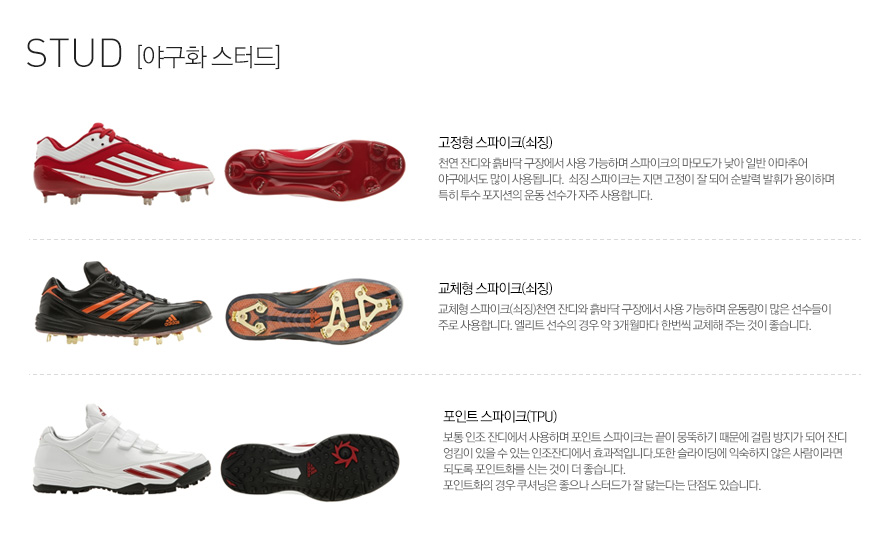 STUD [야구화 스터드]
고정형 스파이크(쇠징)
천연 잔디와 흙바닥 구장에서 사용 가능하며 스파이크의 마모도가 낮아 일반 아마추어
야구에서도 많이 사용됩니다. 쇠징 스파이크는 지면 고정이 잘 되어 순발력 발휘가 용이하며
특히 투수 포지션의 운동 선수가 자주 사용합니다.
교체형 스파이크(쇠징)
교체형 스파이크(쇠징)천연 잔디와 흙바닥 구장에서 사용 가능하며 운동량이 많은 선수들이
주로 사용합니다. 엘리트 선수의 경우 약 3개월마다 한번씩 교체해 주는 것이 좋습니다.
포인트 스파이크(TPU)
보통 인조 잔디에서 사용하며 포인트 스파이크는 끝이 뭉뚝하기 때문에 걸림 방지가 되어 잔디
엉킴이 있을 수 있는 인조잔디에서 효과적입니다.또한 슬라이딩에 익숙하지 않은 사람이라면
되도록 포인트화를 신는 것이 더 좋습니다.
포인트화의 경우 쿠셔닝은 좋으나 스터드가 잘 닳는다는 단점도 있습니다.